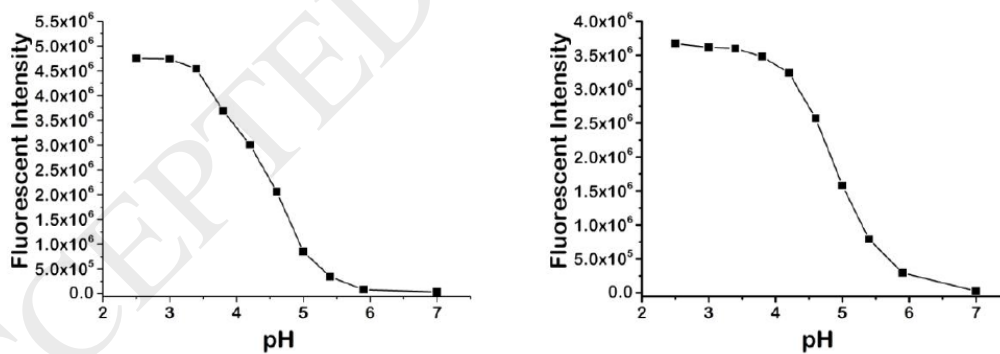 CCEPTED
Fluorescent Intensity
5.5x10⁶
5.0x10⁶
4.5x10⁶
4.0x10⁶
3.5x10⁶
3.0x10⁶
2.5x10⁶
2.0x10⁶
1.5x10⁶
1.0x10⁶
5.0x10⁵
0.0
2 3 4 5 6 7
pH
Fluorescent Intensity
4.0x10⁶
3.5x10⁶
3.0x10⁶
2.5x10⁶
2.0x10⁶
1.5x10⁶
1.0x10⁶
5.0x10⁵
0.0
2 3 4 5 6 7
pH